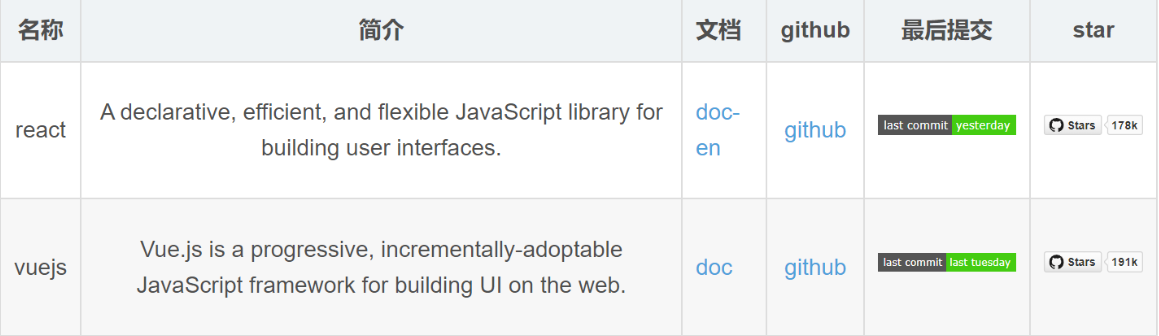 名称 简介 文档 github 最后提交 star
react A declarative, efficient, and flexible JavaScript library for building user interfaces. doc-en github last commit yesterday Stars 178k
vuejs Vue.js is a progressive, incrementally-adoptable JavaScript framework for building UI on the web. doc github last commit last tuesday Stars 191k